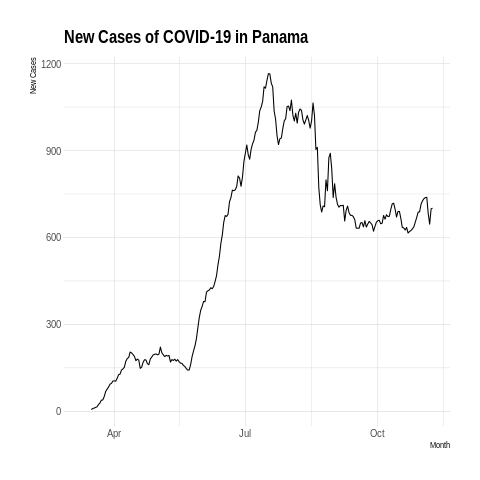 New Cases of COVID-19 in Panama
New Cases
1200
900
600
300
0
Apr
Jul
Oct
Month